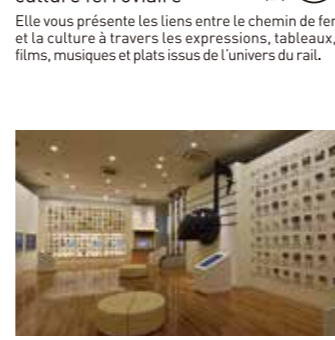 culture ferroviaire
Elle vous présente les liens entre le chemin de fer
et la culture à travers les expressions, tableaux,
films, musiques et plats issus de l'univers du rail.